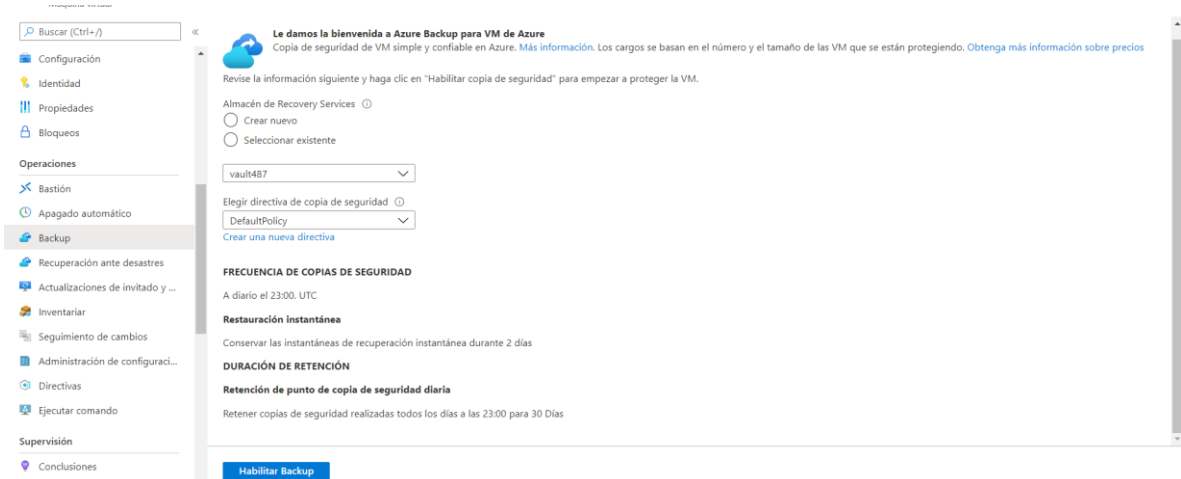 Buscar (Ctrl+/)
«
Configuración
Identidad
Propiedades
Bloqueos
Operaciones
Bastión
Apagado automático
Backup
Recuperación ante desastres
Actualizaciones de invitado y ...
Inventariar
Seguimiento de cambios
Administración de configuraci...
Directivas
Ejecutar comando
Supervisión
Conclusiones
Le damos la bienvenida a Azure Backup para VM de Azure
Copia de seguridad de VM simple y confiable en Azure. Más información. Los cargos se basan en el número y el tamaño de las VM que se están protegiendo. Obtenga más información sobre precios
Revise la información siguiente y haga clic en "Habilitar copia de seguridad" para empezar a proteger la VM.
Almacén de Recovery Services
Crear nuevo
Seleccionar existente
vault487
Elegir directiva de copia de seguridad
DefaultPolicy
Crear una nueva directiva
FRECUENCIA DE COPIAS DE SEGURIDAD
A diario el 23:00. UTC
Restauración instantánea
Conservar las instantáneas de recuperación instantánea durante 2 días
DURACIÓN DE RETENCIÓN
Retención de punto de copia de seguridad diaria
Retener copias de seguridad realizadas todos los días a las 23:00 para 30 Días
Habilitar Backup